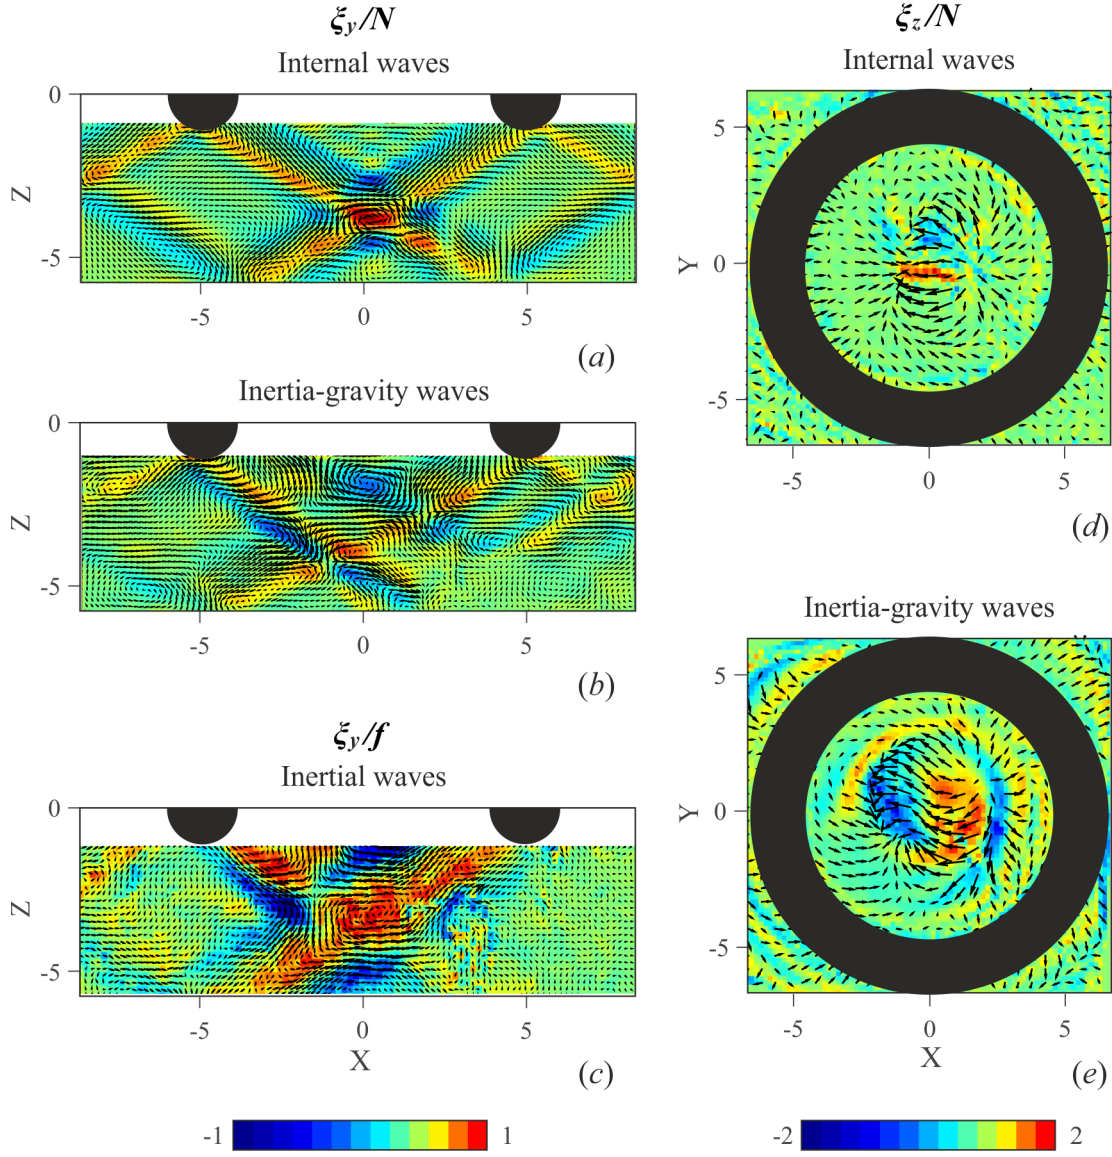 ξy/N
Internal waves
0
Z
-5
-5 0 5
(a)
Inertia-gravity waves
0
Z
-5
-5 0 5
(b)
ξy/f
Inertial waves
0
Z
-5
-5 0 5
X
(c)
-1 1
ξz/N
Internal waves
5
Y 0
-5
-5 0 5
(d)
Inertia-gravity waves
5
Y 0
-5
-5 0 5
X
(e)
-2 2